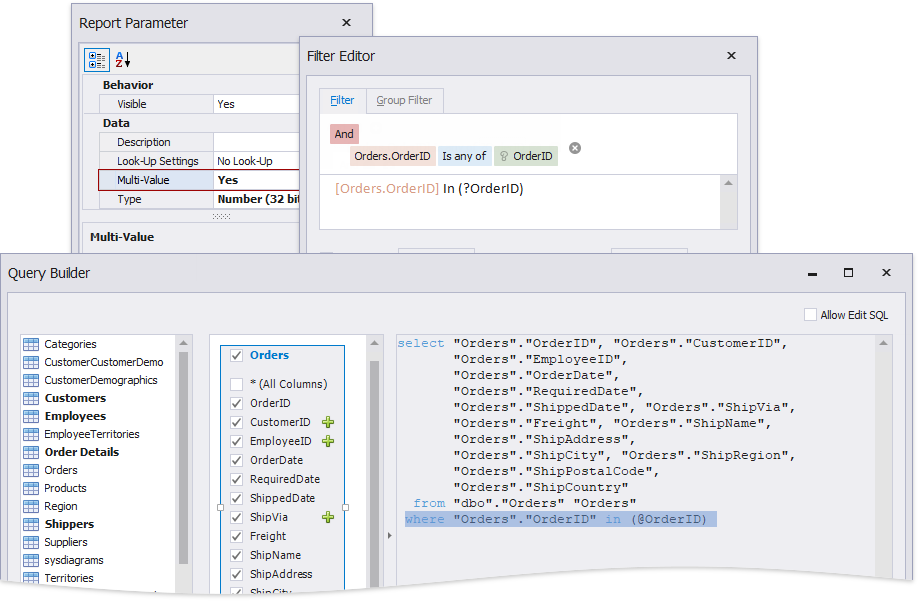 Report Parameter
Behavior
Visible Yes
Data
Description
Look-Up Settings No Look-Up
Multi-Value Yes
Type Number (32 bit
Multi-Value
Filter Editor
Filter Group Filter
And
Orders.OrderID Is any of ? OrderID
[Orders.OrderID] In (?OrderID)
Query Builder
Allow Edit SQL
Categories
CustomerCustomerDemo
CustomerDemographics
Customers
Employees
EmployeeTerritories
Order Details
Orders
Products
Region
Shippers
Suppliers
sysdiagrams
Territories
Orders
* (All Columns)
OrderID
CustomerID
EmployeeID
OrderDate
RequiredDate
ShippedDate
ShipVia
Freight
ShipName
ShipAddress
ShipCity
select "Orders"."OrderID", "Orders"."CustomerID",
"Orders"."EmployeeID",
"Orders"."OrderDate",
"Orders"."RequiredDate",
"Orders"."ShippedDate", "Orders"."ShipVia",
"Orders"."Freight", "Orders"."ShipName",
"Orders"."ShipAddress",
"Orders"."ShipCity", "Orders"."ShipRegion",
"Orders"."ShipPostalCode",
"Orders"."ShipCountry"
from "dbo"."Orders" "Orders"
where "Orders"."OrderID" in (@OrderID)